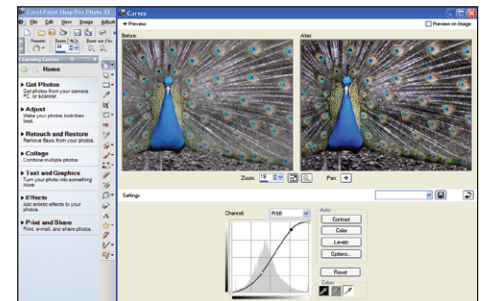 Corel Paint Shop Pro Photo XI
Curves
File Edit View Image Adjust
Preview
Preview on Image
Before:
After:
Presets:
Zoom (%):
Learning Center
Home
Get Photos
Get photos from your camera, PC, or scanner.
Adjust
Make your photos look their best.
Retouch and Restore
Remove flaws from your photos.
Collage
Combine multiple photos.
Text and Graphics
Turn your photo into something more.
Effects
Add artistic effects to your photos.
Print and Share
Print, e-mail, and share photos.
Zoom: 19
Pan:
Settings
Channel: RGB
Auto
Contrast
Color
Levels
Options...
Reset
Colors